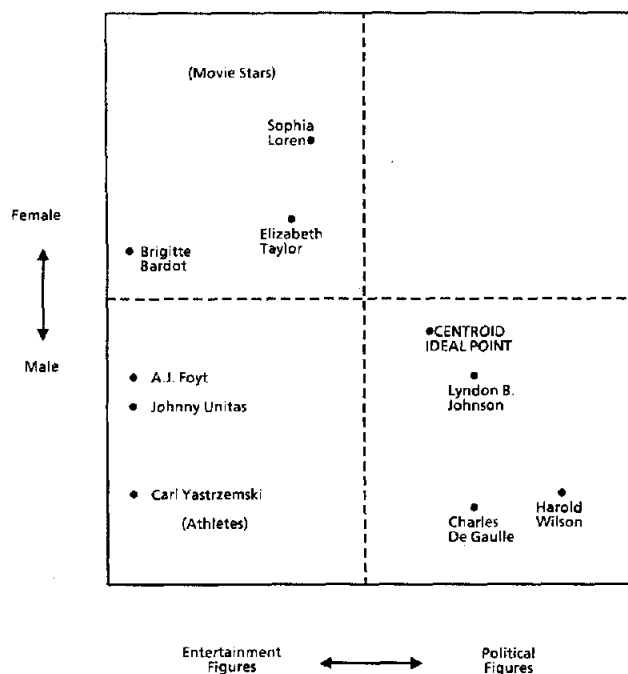 (Movie Stars)
Sophia
Loren
Female
Elizabeth
Taylor
Brigitte
Bardot
CENTROID
IDEAL POINT
Male
A.J. Foyt
Lyndon B.
Johnson
Johnny Unitas
Carl Yastrzemski
(Athletes)
Charles
De Gaulle
Harold
Wilson
Entertainment
Figures
Political
Figures